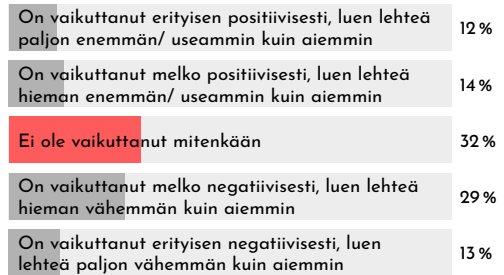 On vaikuttanut erityisen positiivisesti, luen lehteä
paljon enemmän/ useammin kuin aiemmin
12 %
On vaikuttanut melko positiivisesti, luen lehteä
hieman enemmän/ useammin kuin aiemmin
14 %
Ei ole vaikuttanut mitenkään
32 %
On vaikuttanut melko negatiivisesti, luen lehteä
hieman vähemmän kuin aiemmin
29 %
On vaikuttanut erityisen negatiivisesti, luen
lehteä paljon vähemmän kuin aiemmin
13 %